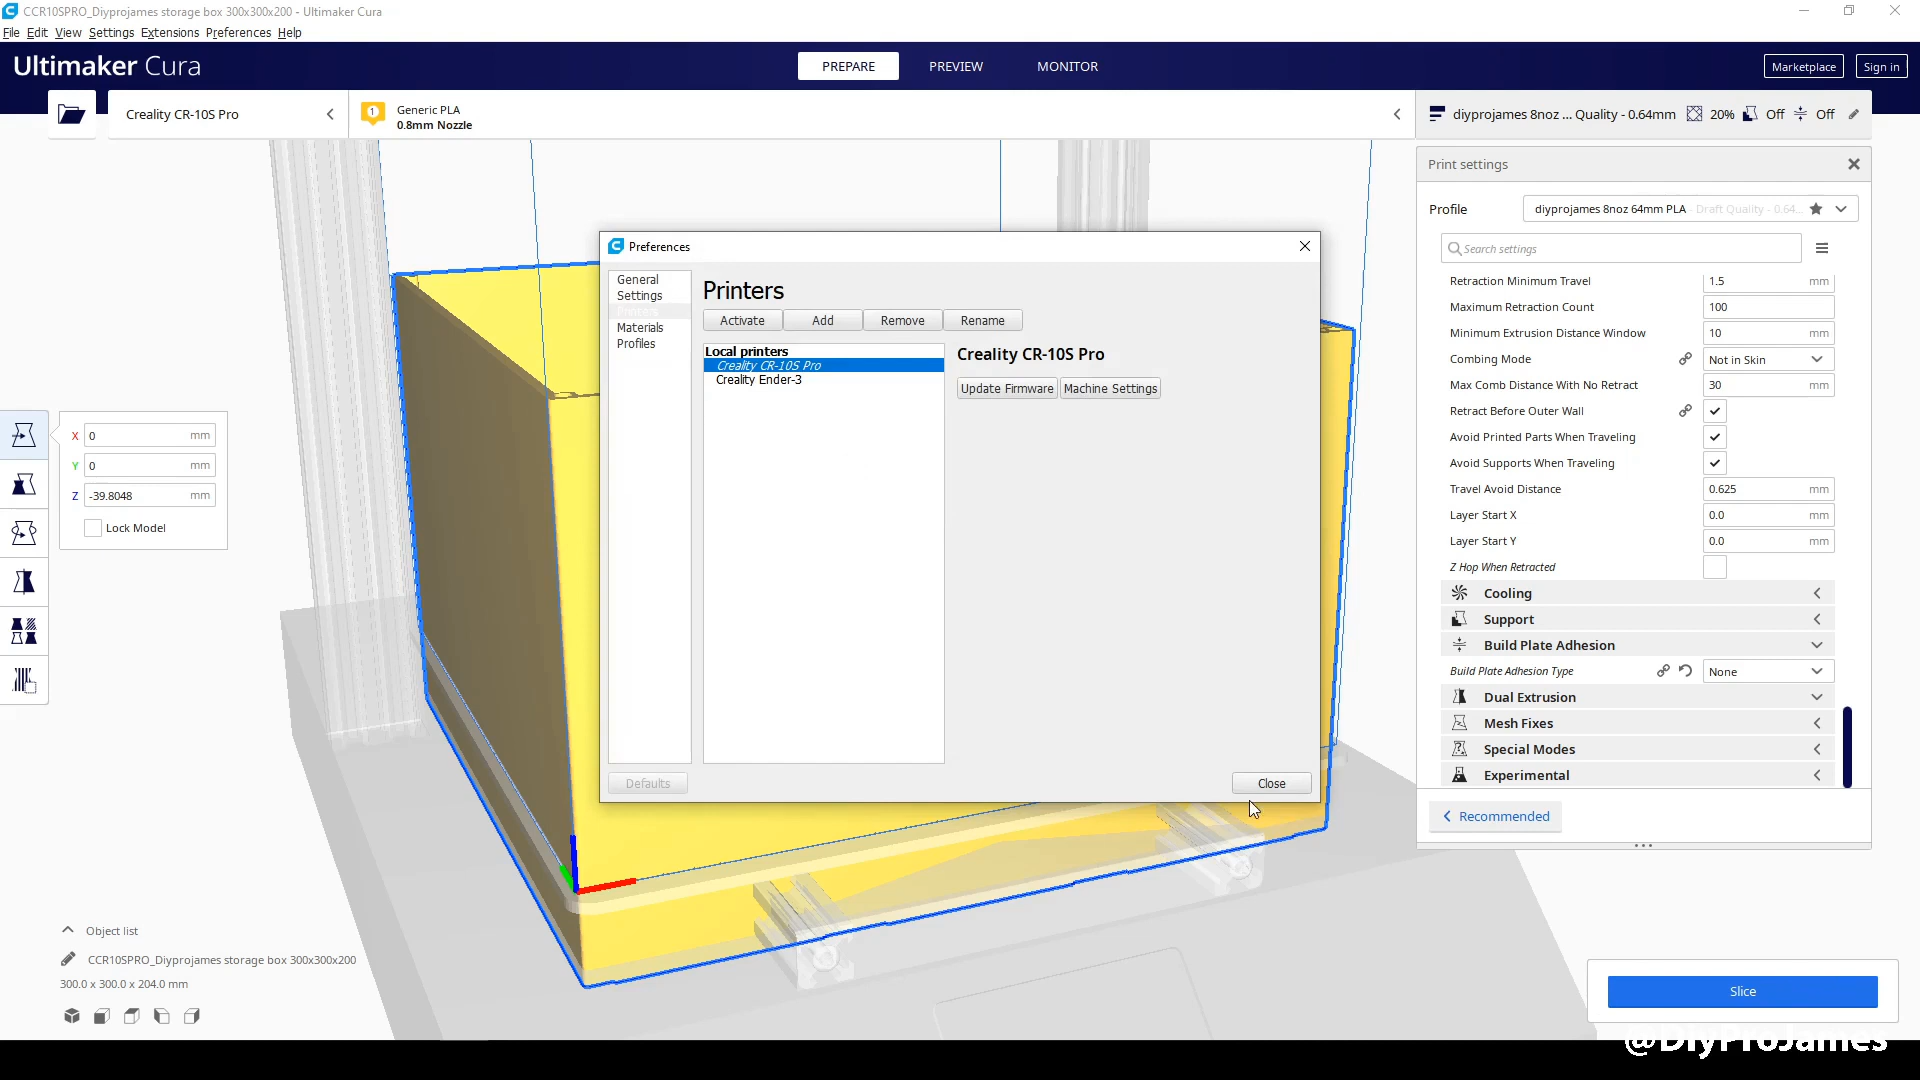 CCR10SPRO_Diyprojames storage box 300x300x200 - Ultimaker Cura
File Edit View Settings Extensions Preferences Help
Ultimaker Cura
PREPARE
PREVIEW
MONITOR
Marketplace
Sign in
Creality CR-10S Pro
1
Generic PLA
0.8mm Nozzle
diyprojames 8noz ... Quality - 0.64mm
20%
Off
Off
Print settings
Profile
diyprojames 8noz 64mm PLA - Draft Quality - 0.64...
Search settings
Retraction Minimum Travel 1.5 mm
Maximum Retraction Count 100
Minimum Extrusion Distance Window 10 mm
Combing Mode Not in Skin
Max Comb Distance With No Retract 30 mm
Retract Before Outer Wall
Avoid Printed Parts When Traveling
Avoid Supports When Traveling
Travel Avoid Distance 0.625 mm
Layer Start X 0.0 mm
Layer Start Y 0.0 mm
Z Hop When Retracted
Cooling
Support
Build Plate Adhesion
Build Plate Adhesion Type None
Dual Extrusion
Mesh Fixes
Special Modes
Experimental
Recommended
Preferences
General
Settings
Printers
Materials
Profiles
Printers
Activate
Add
Remove
Rename
Local printers
Creality CR-10S Pro
Creality Ender-3
Creality CR-10S Pro
Update Firmware
Machine Settings
Defaults
Close
X 0 mm
Y 0 mm
Z -39.8048 mm
Lock Model
Object list
CCR10SPRO_Diyprojames storage box 300x300x200
300.0 x 300.0 x 204.0 mm
Slice
@DiyProJames